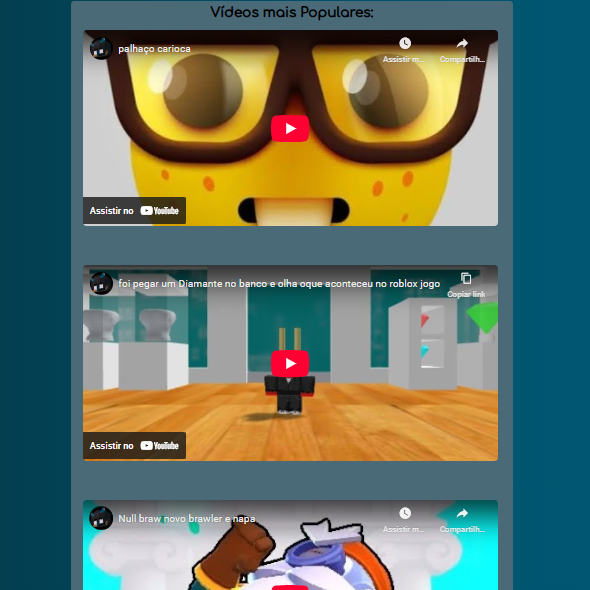 Vídeos mais Populares:
palhaço carioca
Assistir m...
Compartilh...
Assistir no YouTube
foi pegar um Diamante no banco e olha oque aconteceu no roblox jogo
Copiar link
Assistir no YouTube
Null braw novo brawler e napa
Assistir m...
Compartilh...